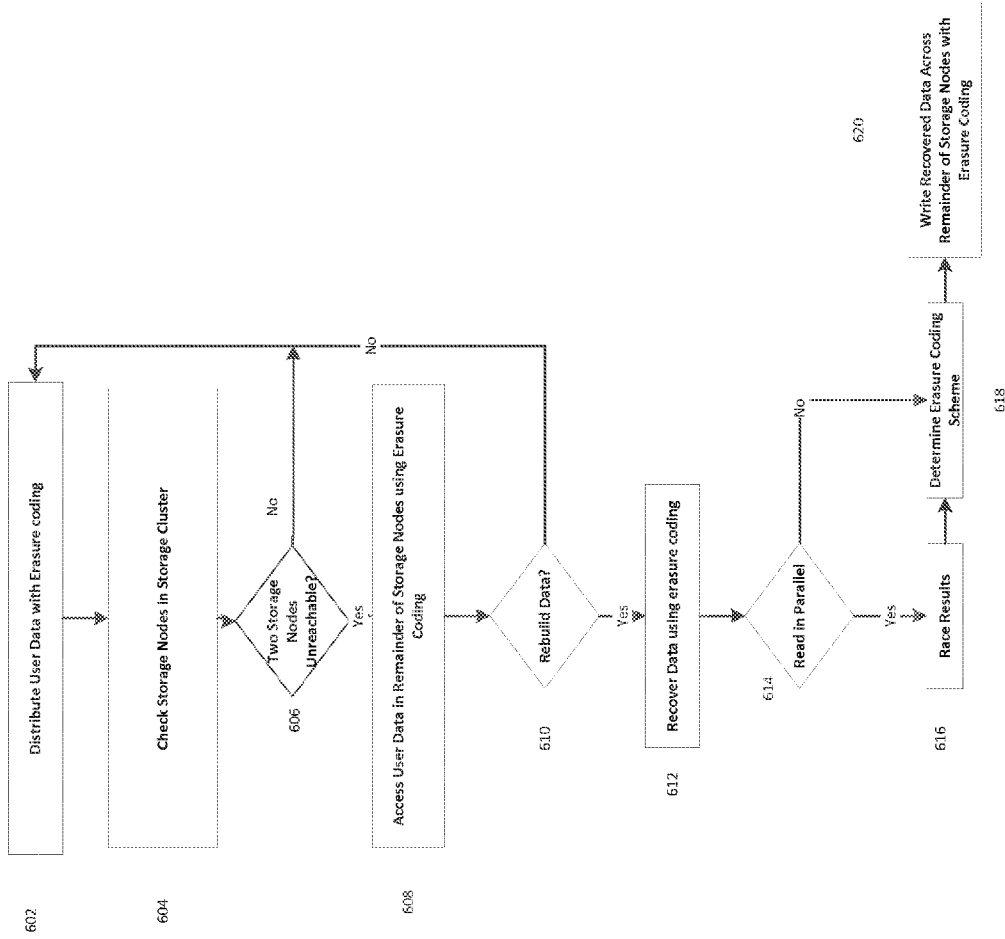 602
Distribute User Data with Erasure coding
604
Check Storage Nodes in Storage Cluster
606
Two Storage
Nodes
Unreachable?
No
Yes
608
Access User Data in Remainder of Storage Nodes using Erasure
Coding
610
Rebuild Data?
No
Yes
612
Recover Data using erasure coding
614
Read in Parallel
No
Yes
616
Race Results
618
Determine Erasure Coding
Scheme
620
Write Recovered Data Across
Remainder of Storage Nodes with
Erasure Coding